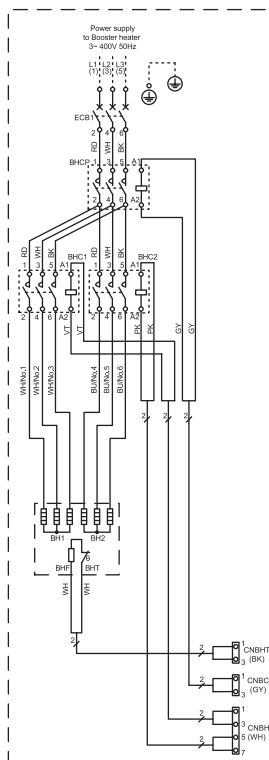 Power supply
to Booster heater
3~ 400V 50Hz
L1 L2 L3
(1) (3) (5)
ECB1
2 4 6
RD WH BK
BHCP 1 3 5 A1
2 4 6 A2
RD WH BK
RD WH BK
BHC1
BHC2
1 3 5 A1
1 3 5 A1
2 4 6 A2
2 4 6 A2
VT VT
PK PK
GY GY
WH/No.1
WH/No.2
WH/No.3
BU/No.4
BU/No.5
BU/No.6
2 2 2
BH1 BH2
θ
BHF BHT
WH WH
2
2 1 CNBHT
3 (BK)
2 1 CNBC
3 (GY)
2 1
3 CNBH
2 5 (WH)
7